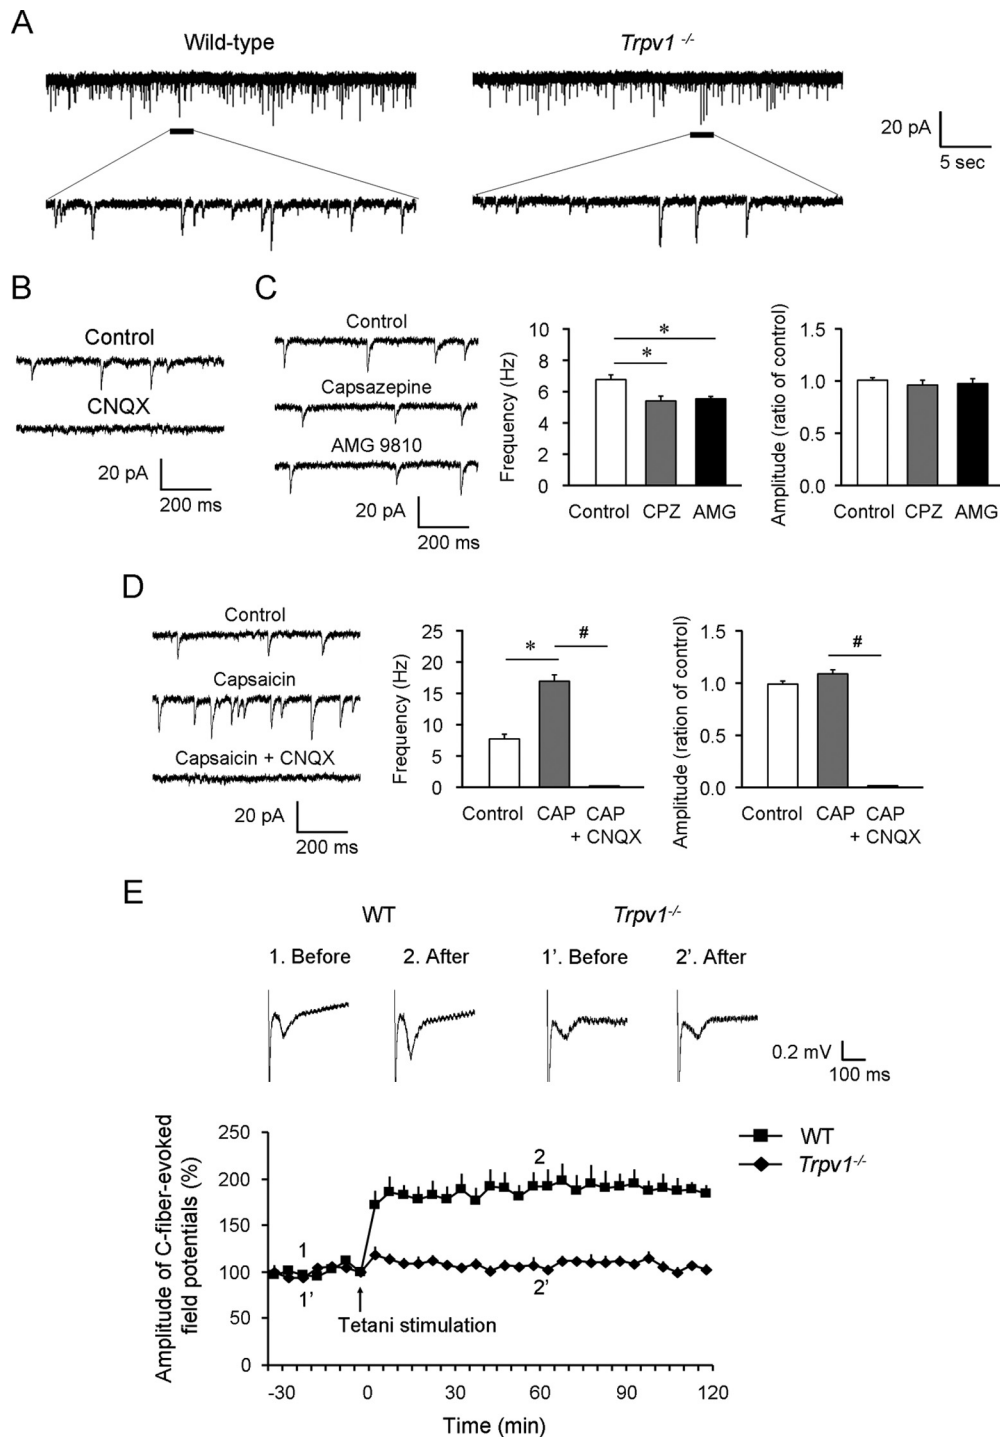 A
Wild-type
Trpv1 -/-
20 pA
5 sec
B
Control
CNQX
20 pA
200 ms
C
Control
Capsazepine
AMG 9810
20 pA
200 ms
Frequency (Hz)
10
8
6
4
2
0
*
*
Control CPZ AMG
Amplitude (ratio of control)
1.5
1.0
0.5
0.0
Control CPZ AMG
D
Control
Capsaicin
Capsaicin + CNQX
20 pA
200 ms
Frequency (Hz)
25
20
15
10
5
0
* #
Control CAP CAP
+ CNQX
Amplitude (ration of control)
1.5
1.0
0.5
0.0
#
Control CAP CAP
+ CNQX
E
WT Trpv1-/-
1. Before 2. After 1'. Before 2'. After
0.2 mV
100 ms
Amplitude of C-fiber-evoked
field potentials (%)
250
200
150
100
50
0
1
1'
2
2'
Tetani stimulation
WT
Trpv1-/-
-30 0 30 60 90 120
Time (min)